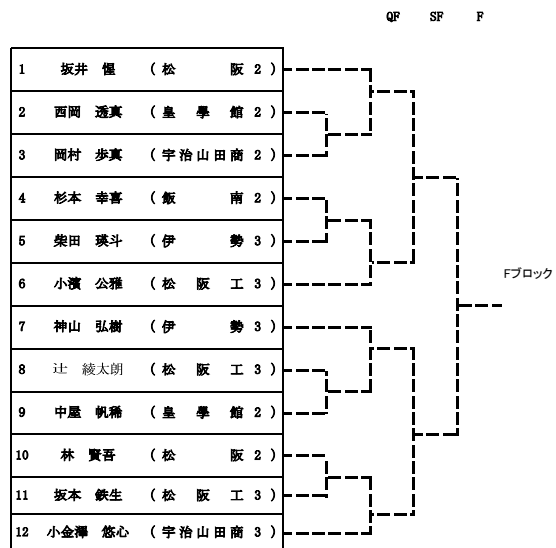 QF SF F
1 坂井 惺 (松阪2)
2 西岡 透真 (皇學館2)
3 岡村 歩真 (宇治山田商2)
4 杉本 幸喜 (飯南2)
5 柴田 瑛斗 (伊勢3)
6 小濱 公雅 (松阪工3)
Fブロック
7 神山 弘樹 (伊勢3)
8 辻 綾太朗 (松阪工3)
9 中屋 帆稀 (皇學館2)
10 林 賢吾 (松阪2)
11 坂本 鉄生 (松阪工3)
12 小金澤 悠心 (宇治山田商3)